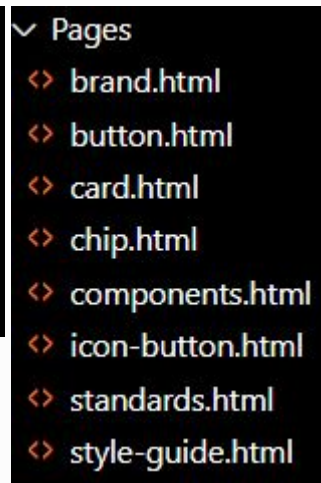 Pages
brand.html
button.html
card.html
chip.html
components.html
icon-button.html
standards.html
style-guide.html